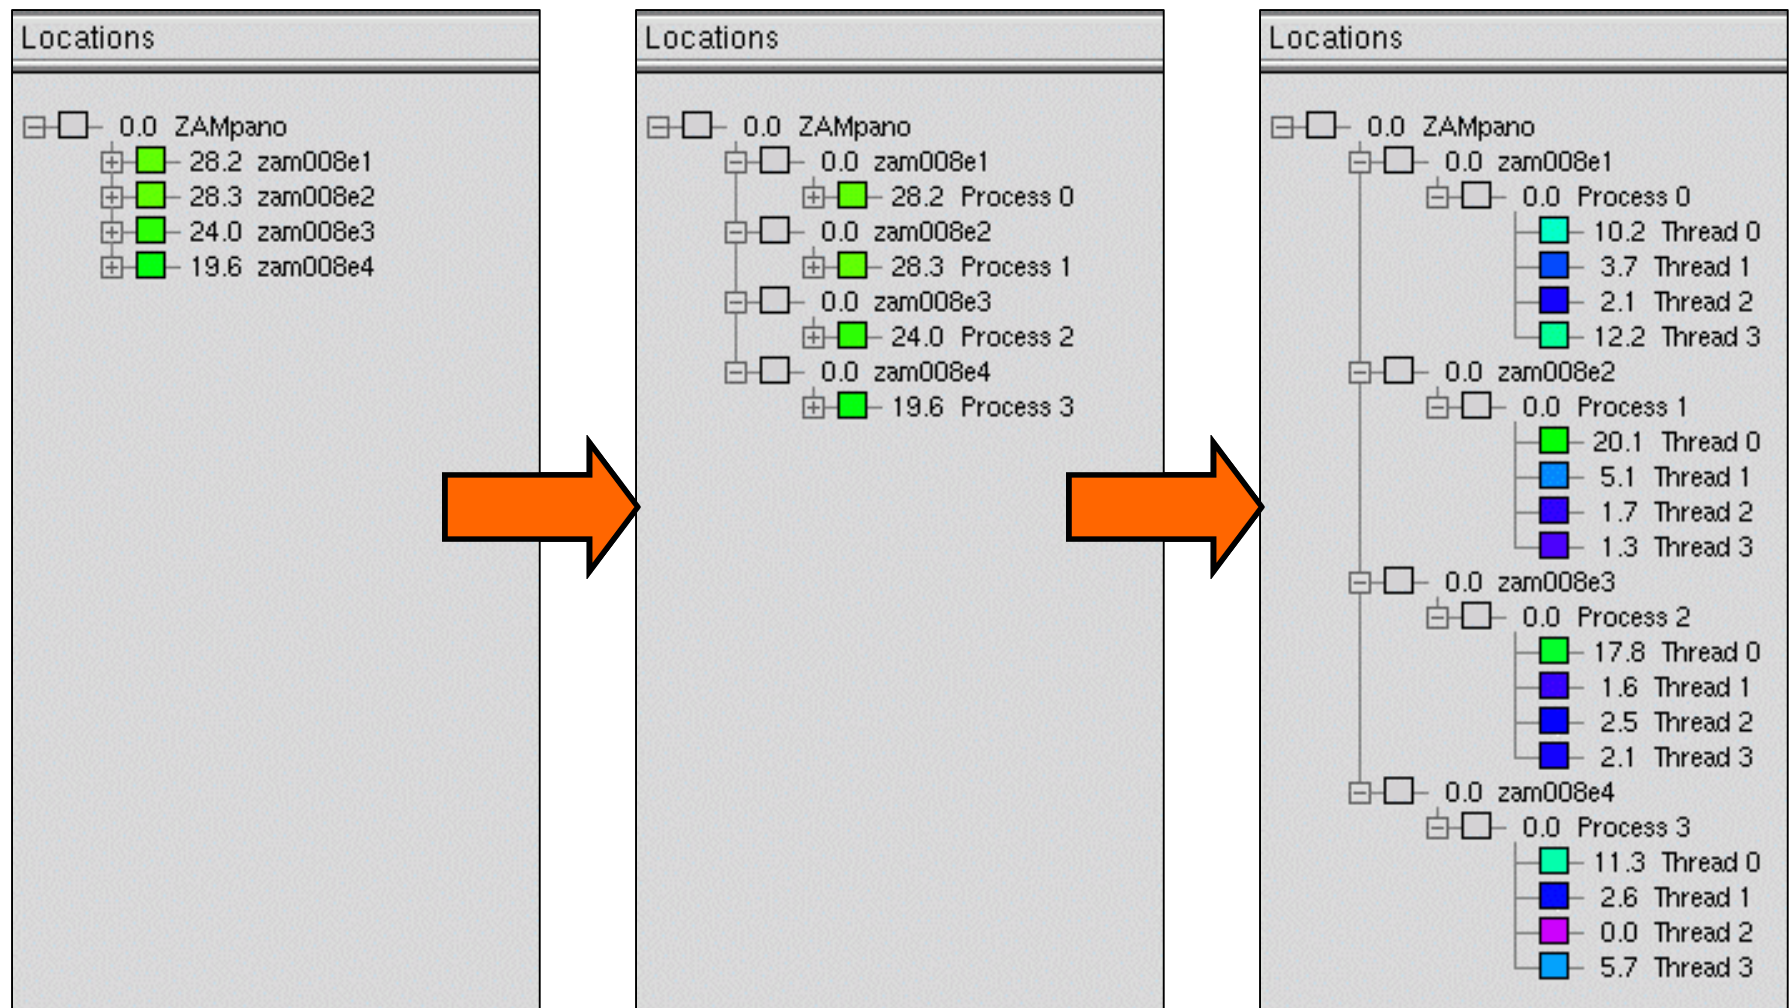 Locations
0.0 ZAMpano
28.2 zam008e1
28.3 zam008e2
24.0 zam008e3
19.6 zam008e4
Locations
0.0 ZAMpano
0.0 zam008e1
28.2 Process 0
0.0 zam008e2
28.3 Process 1
0.0 zam008e3
24.0 Process 2
0.0 zam008e4
19.6 Process 3
Locations
0.0 ZAMpano
0.0 zam008e1
0.0 Process 0
10.2 Thread 0
3.7 Thread 1
2.1 Thread 2
12.2 Thread 3
0.0 zam008e2
0.0 Process 1
20.1 Thread 0
5.1 Thread 1
1.7 Thread 2
1.3 Thread 3
0.0 zam008e3
0.0 Process 2
17.8 Thread 0
1.6 Thread 1
2.5 Thread 2
2.1 Thread 3
0.0 zam008e4
0.0 Process 3
11.3 Thread 0
2.6 Thread 1
0.0 Thread 2
5.7 Thread 3